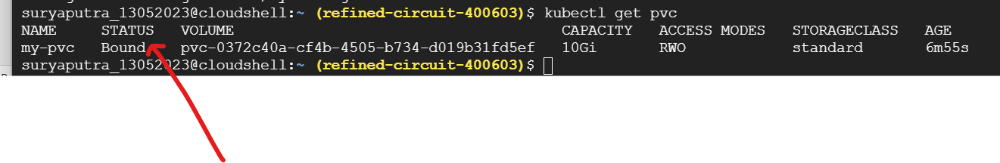 suryaputra_13052023@cloudshell:~ (refined-circuit-400603)$ kubectl get pvc
NAME STATUS VOLUME CAPACITY ACCESS MODES STORAGECLASS AGE
my-pvc Bound pvc-0372c40a-cf4b-4505-b734-d019b31fd5ef 10Gi RWO standard 6m55s
suryaputra_13052023@cloudshell:~ (refined-circuit-400603)$